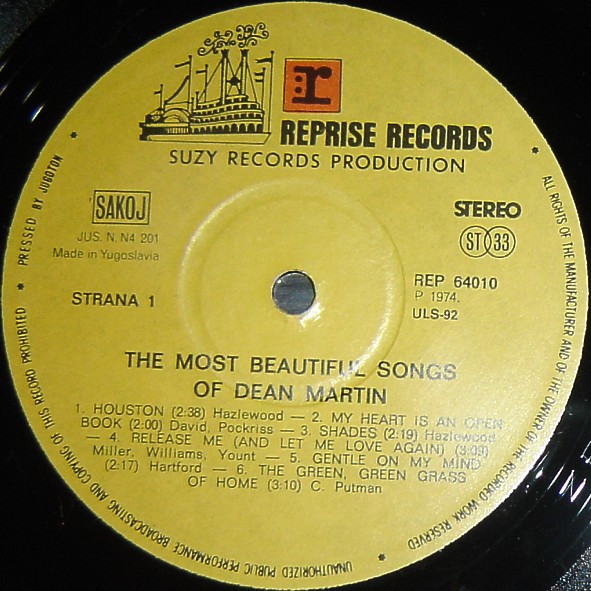 r
REPRISE RECORDS
SUZY RECORDS PRODUCTION
SAKOJ
JUS. N. N4 201
Made in Yugoslavia
STRANA 1
STEREO
ST 33
REP 64010
P 1974.
ULS-92
THE MOST BEAUTIFUL SONGS
OF DEAN MARTIN
1. HOUSTON (2:38) Hazlewood — 2. MY HEART IS AN OPEN
BOOK (2:00) David, Pockriss — 3. SHADES (2:19) Hazlewood
— 4. RELEASE ME (AND LET ME LOVE AGAIN) (3:09)
Miller, Williams, Yount — 5. GENTLE ON MY MIND
(2:17) Hartford — 6. THE GREEN, GREEN GRASS
OF HOME (3:10) C. Putman
* PRESSED BY JUGOTON * ALL RIGHTS OF THE MANUFACTURER AND OF THE OWNER OF THE RECORDED WORK RESERVED * UNAUTHORIZED PUBLIC PERFORMANCE BROADCASTING AND COPYING OF THIS RECORD PROHIBITED *